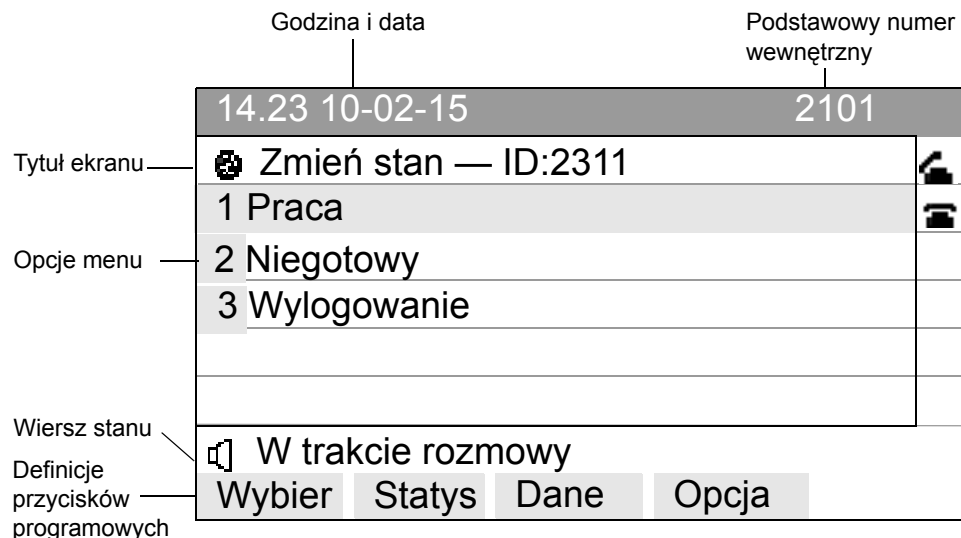 Godzina i data
Podstawowy numer
wewnętrzny
14.23 10-02-15 2101
Tytuł ekranu
Zmień stan — ID:2311
1 Praca
Opcje menu
2 Niegotowy
3 Wylogowanie
Wiersz stanu
W trakcie rozmowy
Definicje
przycisków
programowych
Wybier Statys Dane Opcja